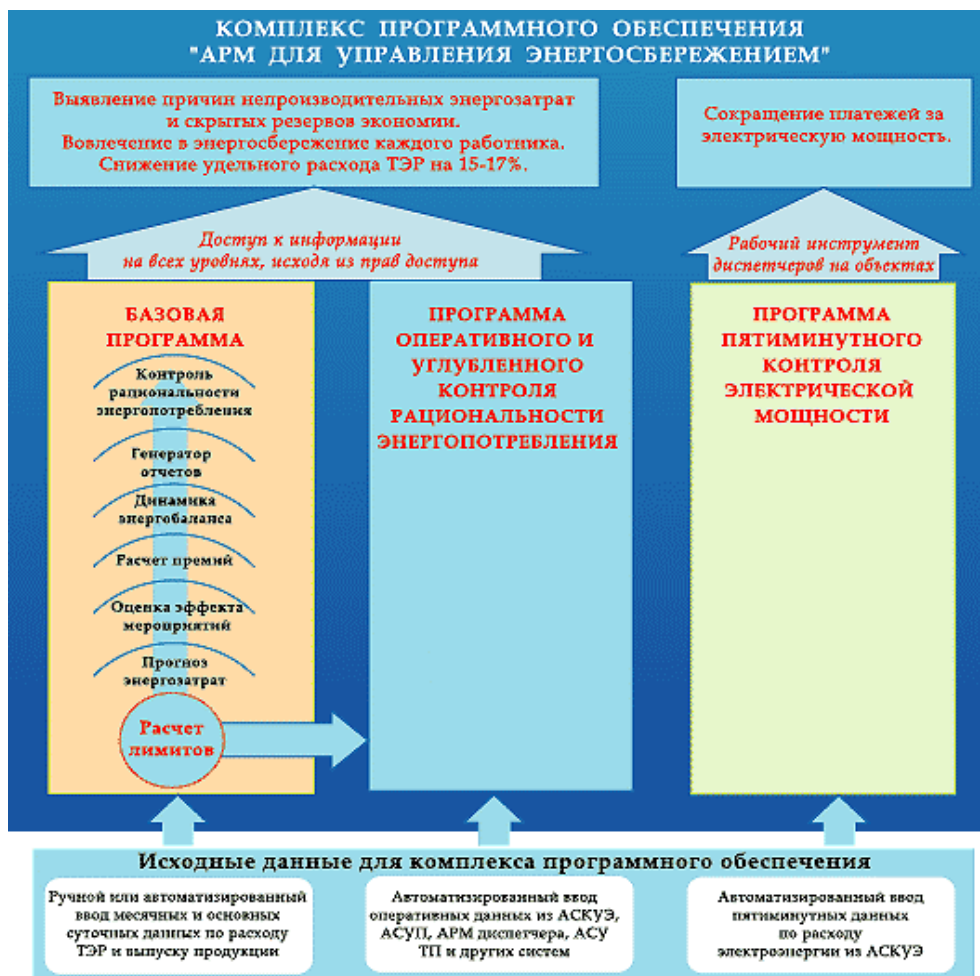 КОМПЛЕКС ПРОГРАММНОГО ОБЕСПЕЧЕНИЯ
"АРМ ДЛЯ УПРАВЛЕНИЯ ЭНЕРГОСБЕРЕЖЕНИЕМ"
Выявление причин непроизводительных энергозатрат
и скрытых резервов экономии.
Вовлечение в энергосбережение каждого работника.
Снижение удельного расхода ТЭР на 15-17%.
Сокращение платежей за
электрическую мощность.
Доступ к информации
на всех уровнях, исходя из прав доступа
Рабочий инструмент
диспетчеров на объектах
БАЗОВАЯ
ПРОГРАММА
Контроль
рациональности
энергопотребления
Генератор
отчетов
Динамика
энергобаланса
Расчет премий
Оценка эффекта
мероприятий
Прогноз
энергозатрат
Расчет
лимитов
ПРОГРАММА
ОПЕРАТИВНОГО И
УГЛУБЛЕННОГО
КОНТРОЛЯ
РАЦИОНАЛЬНОСТИ
ЭНЕРГОПОТРЕБЛЕНИЯ
ПРОГРАММА
ПЯТИМИНУТНОГО
КОНТРОЛЯ
ЭЛЕКТРИЧЕСКОЙ
МОЩНОСТИ
Исходные данные для комплекса программного обеспечения
Ручной или автоматизированный
ввод месячных и основных
суточных данных по расходу
ТЭР и выпуску продукции
Автоматизированный ввод
оперативных данных из АСКУЭ,
АСУП, АРМ диспетчера, АСУ
ТП и других систем
Автоматизированный ввод
пятиминутных данных
по расходу
электроэнергии из АСКУЭ